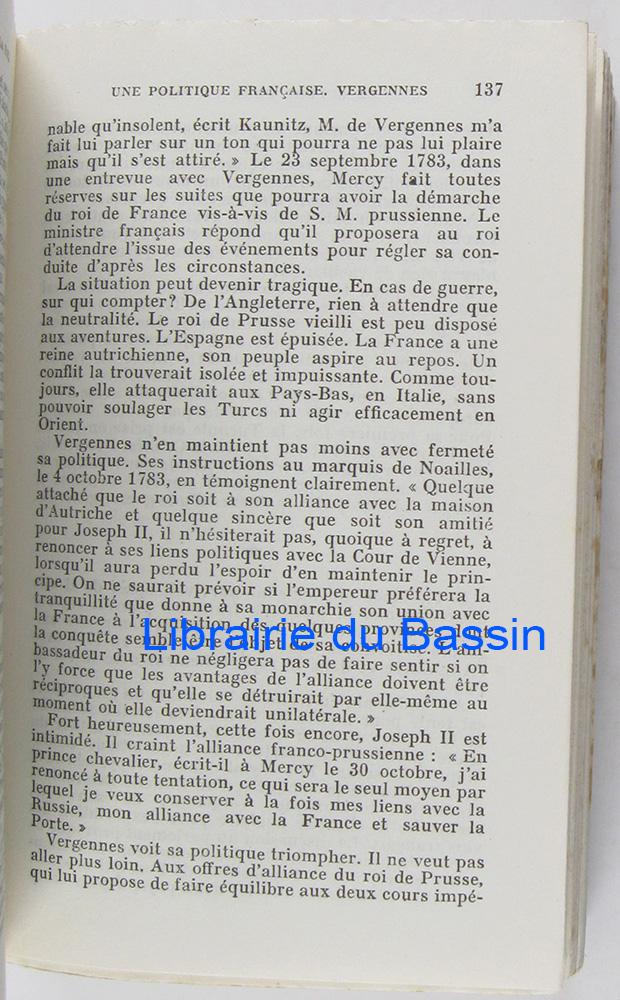 UNE POLITIQUE FRANÇAISE. VERGENNES 137
nable qu'insolent, écrit Kaunitz, M. de Vergennes m'a
fait lui parler sur un ton qui pourra ne pas lui plaire
mais qu'il s'est attiré. » Le 23 septembre 1783, dans
une entrevue avec Vergennes, Mercy fait toutes
réserves sur les suites que pourra avoir la démarche
du roi de France vis-à-vis de S. M. prussienne. Le
ministre français répond qu'il proposera au roi
d'attendre l'issue des événements pour régler sa con-
duite d'après les circonstances.
La situation peut devenir tragique. En cas de guerre,
sur qui compter? De l'Angleterre, rien à attendre que
la neutralité. Le roi de Prusse vieilli est peu disposé
aux aventures. L'Espagne est épuisée. La France a une
reine autrichienne, son peuple aspire au repos. Un
conflit la trouverait isolée et impuissante. Comme tou-
jours, elle attaquerait aux Pays-Bas, en Italie, sans
pouvoir soulager les Turcs ni agir efficacement en
Orient.
Vergennes n'en maintient pas moins avec fermeté
sa politique. Ses instructions au marquis de Noailles,
le 4 octobre 1783, en témoignent clairement. « Quelque
attaché que le roi soit à son alliance avec la maison
d'Autriche et quelque sincère que soit son amitié
pour Joseph II, il n'hésiterait pas, quoique à regret, à
renoncer à ses liens politiques avec la Cour de Vienne,
lorsqu'il aura perdu l'espoir d'en maintenir le prin-
cipe. On ne saurait prévoir si l'empereur préférera la
tranquillité que donne à sa monarchie son union avec
la France à l'acquisition des quelques provinces dont
la conquête semble être l'objet de sa convoitise. L'am-
Librairie du Bassin
bassadeur du roi ne négligera pas de faire sentir si on
l'y force que les avantages de l'alliance doivent être
réciproques et qu'elle se détruirait par elle-même au
moment où elle deviendrait unilatérale. »
Fort heureusement, cette fois encore, Joseph II est
intimidé. Il craint l'alliance franco-prussienne : « En
prince chevalier, écrit-il à Mercy le 30 octobre, j'ai
renoncé à toute tentation, ce qui sera le seul moyen par
lequel je veux conserver à la fois mes liens avec la
Russie, mon alliance avec la France et sauver la
Porte. »
Vergennes voit sa politique triompher. Il ne veut pas
aller plus loin. Aux offres d'alliance du roi de Prusse,
qui lui propose de faire équilibre aux deux cours impé-